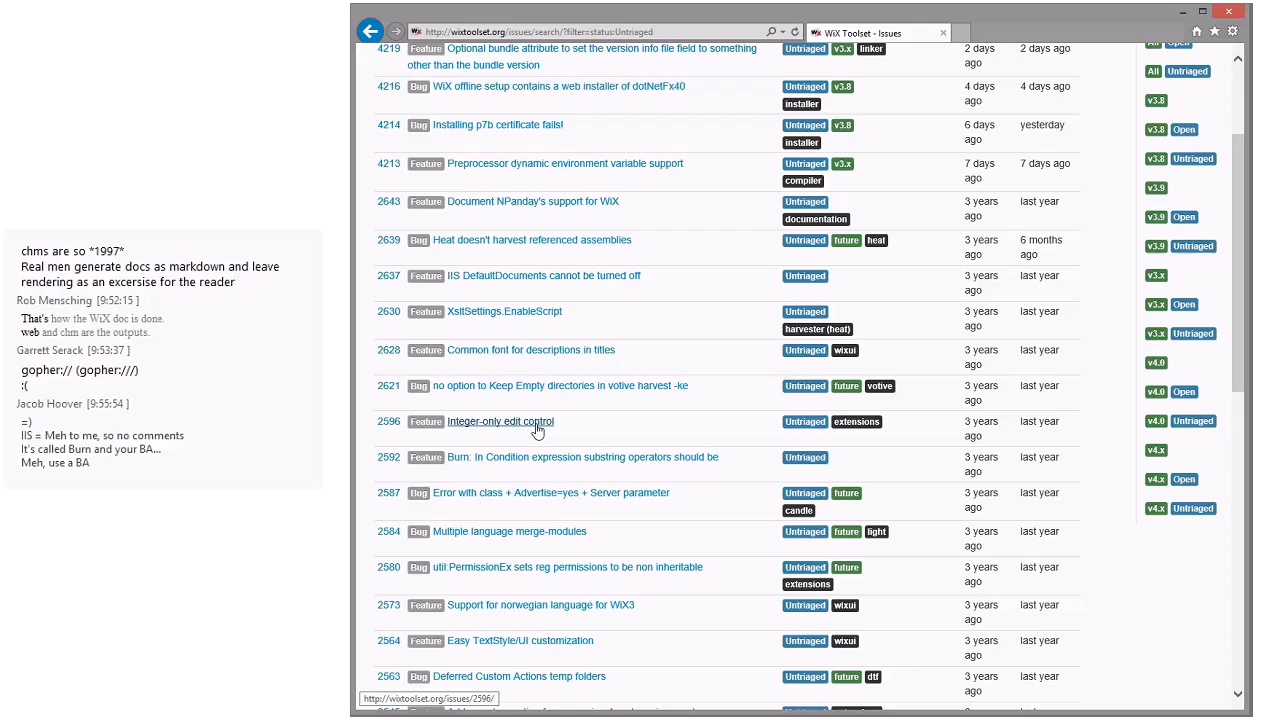 chms are so *1997*
Real men generate docs as markdown and leave
rendering as an excersise for the reader
Rob Mensching [9:52:15 ]
That's how the WiX doc is done.
web and chm are the outputs.
Garrett Serack [9:53:37 ]
gopher:// (gopher:///)
:(
Jacob Hoover [9:55:54 ]
=)
IIS = Meh to me, so no comments
It's called Burn and your BA...
Meh, use a BA
http://wixtoolset.org/issues/search/?filter=status:Untriaged
WiX Toolset - Issues
4219 Feature Optional bundle attribute to set the version info file field to something Untriaged v3.x linker 2 days 2 days ago
other than the bundle version ago
4216 Bug WiX offline setup contains a web installer of dotNetFx40 Untriaged v3.8 4 days 4 days ago
installer ago
4214 Bug Installing p7b certificate fails! Untriaged v3.8 6 days yesterday
installer ago
4213 Feature Preprocessor dynamic environment variable support Untriaged v3.x 7 days 7 days ago
compiler ago
2643 Feature Document NPanday's support for WiX Untriaged 3 years last year
documentation ago
2639 Bug Heat doesn't harvest referenced assemblies Untriaged future heat 3 years 6 months
ago ago
2637 Feature IIS DefaultDocuments cannot be turned off Untriaged 3 years last year
ago
2630 Feature XsltSettings.EnableScript Untriaged 3 years last year
harvester (heat) ago
2628 Feature Common font for descriptions in titles Untriaged wixui 3 years last year
ago
2621 Bug no option to Keep Empty directories in votive harvest -ke Untriaged future votive 3 years last year
ago
2596 Feature Integer-only edit control Untriaged extensions 3 years last year
ago
2592 Feature Burn: In Condition expression substring operators should be Untriaged 3 years last year
ago
2587 Bug Error with class + Advertise=yes + Server parameter Untriaged future 3 years last year
candle ago
2584 Bug Multiple language merge-modules Untriaged future light 3 years last year
ago
2580 Bug util:PermissionEx sets reg permissions to be non inheritable Untriaged future 3 years last year
extensions ago
2573 Feature Support for norwegian language for WiX3 Untriaged wixui 3 years last year
ago
2564 Feature Easy TextStyle/UI customization Untriaged wixui 3 years last year
ago
2563 Bug Deferred Custom Actions temp folders Untriaged future dtf 3 years last year
ago
http://wixtoolset.org/issues/2596/
All Open
All Untriaged
v3.8
v3.8 Open
v3.8 Untriaged
v3.9
v3.9 Open
v3.9 Untriaged
v3.x
v3.x Open
v3.x Untriaged
v4.0
v4.0 Open
v4.0 Untriaged
v4.x
v4.x Open
v4.x Untriaged